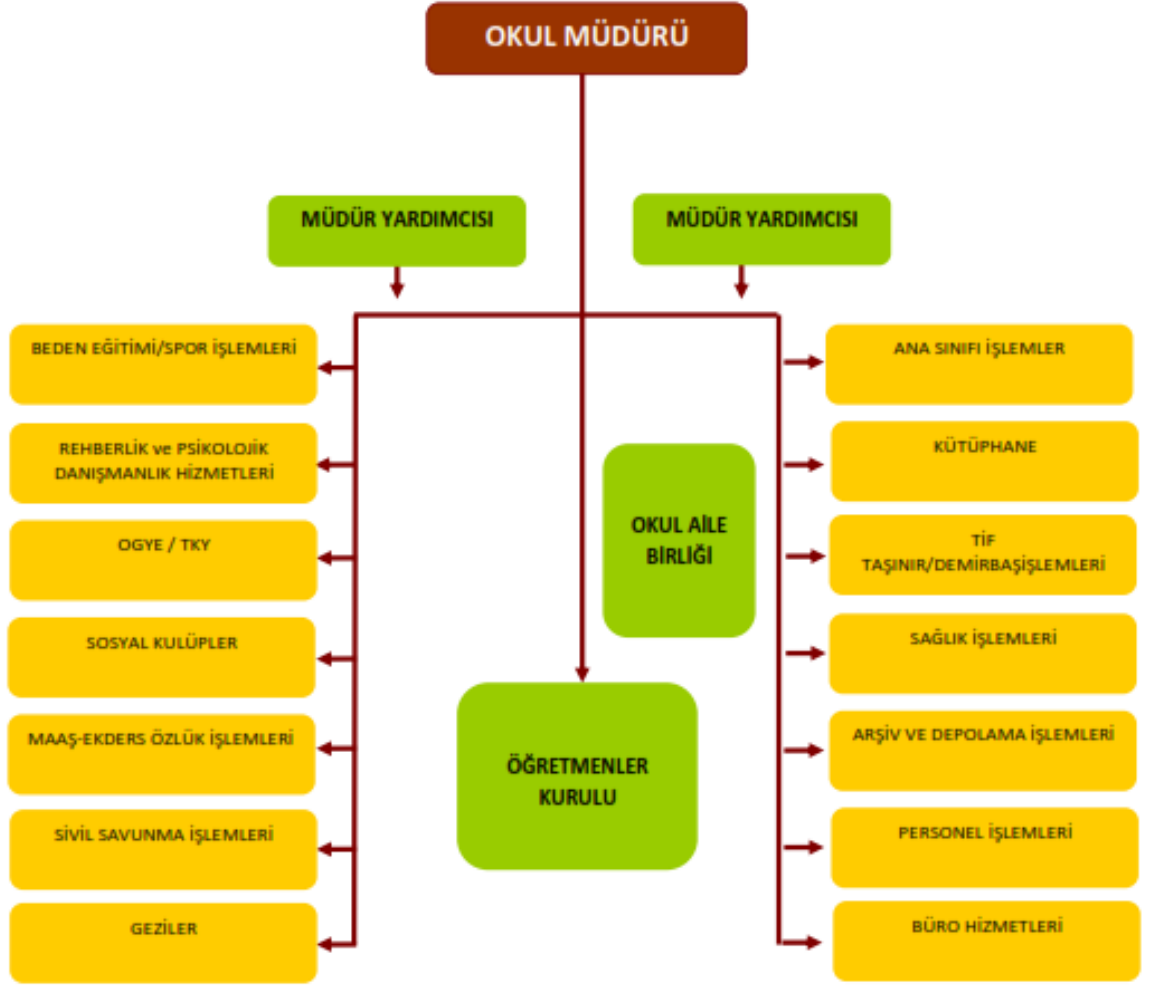 OKUL MÜDÜRÜ
MÜDÜR YARDIMCISI
MÜDÜR YARDIMCISI
BEDEN EĞİTİMİ/SPOR İŞLEMLERİ
REHBERLİK ve PSİKOLOJİK
DANIŞMANLIK HİZMETLERİ
OGYE / TKY
SOSYAL KULÜPLER
MAAŞ-EKDERS ÖZLÜK İŞLEMLERİ
SİVİL SAVUNMA İŞLEMLERİ
GEZİLER
OKUL AİLE
BİRLİĞİ
ÖĞRETMENLER
KURULU
ANA SINIFI İŞLEMLER
KÜTÜPHANE
TİF
TAŞINIR/DEMİRBAŞİŞLEMLERİ
SAĞLIK İŞLEMLERİ
ARŞİV VE DEPOLAMA İŞLEMLERİ
PERSONEL İŞLEMLERİ
BÜRO HİZMETLERİ